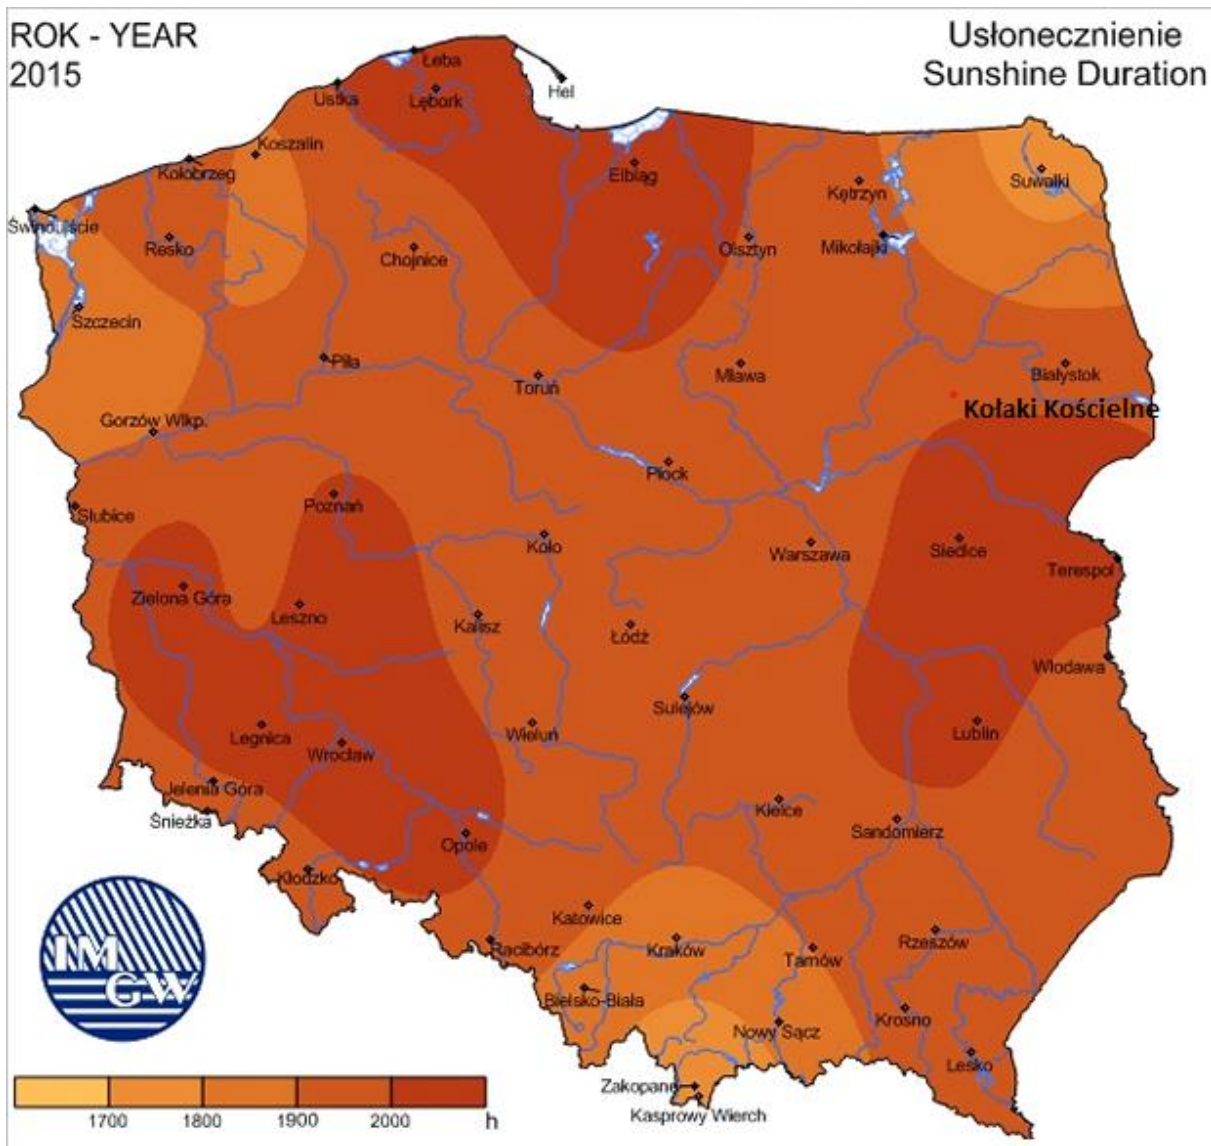 ROK - YEAR
2015
Usłonecznienie
Sunshine Duration
Łeba
Hel
Ustka
Lębork
Koszalin
Kołobrzeg
Elbląg
Suwałki
Kętrzyn
Świnoujście
Resko
Chojnice
Olsztyn
Mikołajki
Szczecin
Piła
Toruń
Mława
Białystok
Kołaki Kościelne
Gorzów Wlkp.
Płock
Słubice
Poznań
Koło
Warszawa
Siedlce
Terespol
Zielona Góra
Leszno
Kalisz
Łódź
Włodawa
Sulejów
Legnica
Wrocław
Wieluń
Lublin
Jelenia Góra
Śnieżka
Kielce
Sandomierz
Opole
Kłodzko
Katowice
Kraków
Rzeszów
Racibórz
Tarnów
Bielsko-Biała
Nowy Sącz
Krosno
Lesko
Zakopane
Kasprowy Wierch
IM
GW
1700 1800 1900 2000 h